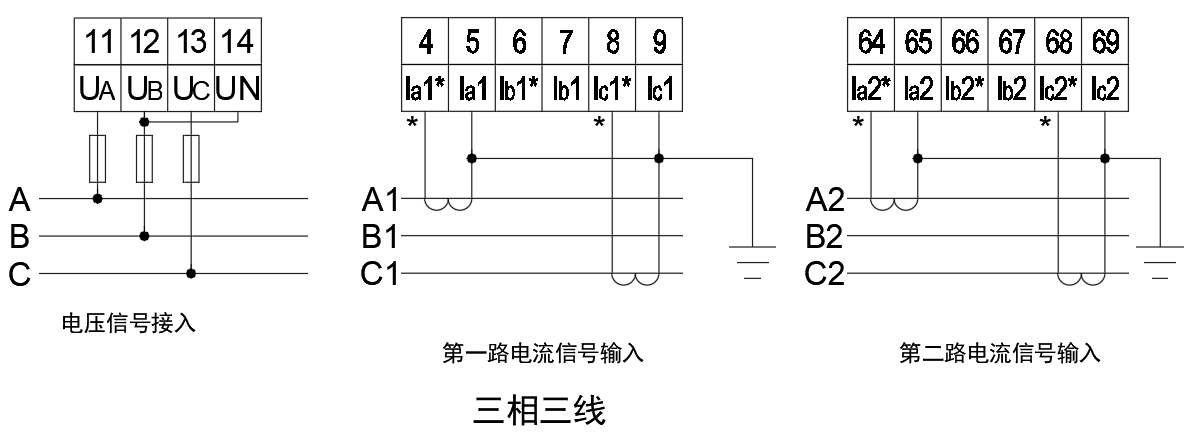 11 12 13 14
UA UB UC UN
A
B
C
电压信号接入
4 5 6 7 8 9
Ia1* Ia1 Ib1* Ib1 Ic1* Ic1
* *
A1
B1
C1
第一路电流信号输入
64 65 66 67 68 69
Ia2* Ia2 Ib2* Ib2 Ic2* Ic2
* *
A2
B2
C2
第二路电流信号输入
三相三线